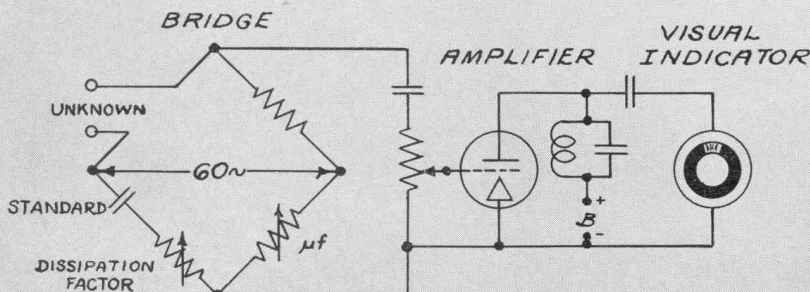 BRIDGE
VISUAL
INDICATOR
AMPLIFIER
UNKNOWN
60~
STANDARD
μf
DISSIPATION
FACTOR
+
B
-